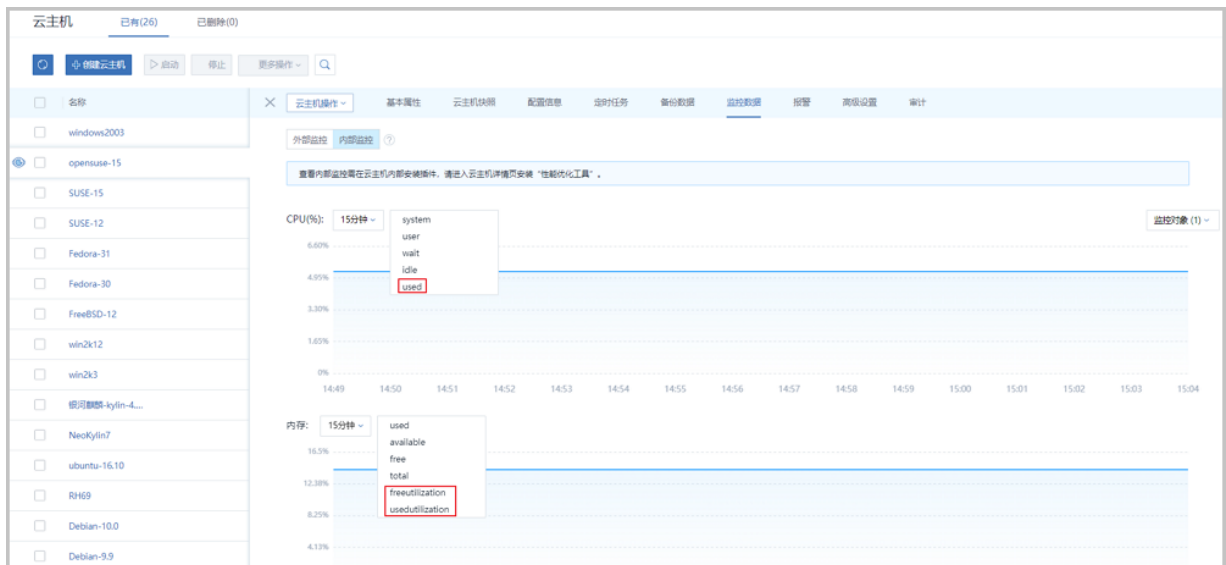 云主机 已有(26) 已删除(0)
创建云主机 启动 停止 更多操作
名称
云主机操作 基本属性 云主机快照 配置信息 定时任务 备份数据 监控数据 报警 高级设置 审计
windows2003
外部监控 内部监控 ?
opensuse-15
查看内部监控需在云主机内部安装插件，请进入云主机详情页安装“性能优化工具”。
SUSE-15
SUSE-12
CPU(%): 15分钟 system 监控对象 (1)
user
wait
idle
used
6.60%
4.95%
3.30%
1.65%
0%
14:49 14:50 14:51 14:52 14:53 14:54 14:55 14:56 14:57 14:58 14:59 15:00 15:01 15:02 15:03 15:04
Fedora-31
Fedora-30
FreeBSD-12
win2k12
win2k3
银河麒麟-kylin-4....
NeoKylin7
内存: 15分钟 used
available
free
total
freeutilization
usedutilization
16.5%
12.38%
8.25%
4.13%
ubuntu-16.10
RH69
Debian-10.0
Debian-9.9